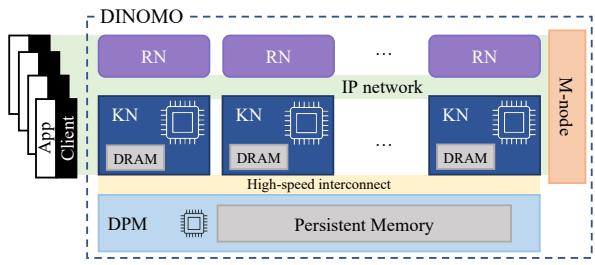 DINOMO
RN
RN
...
RN
IP network
App
Client
M-node
KN
DRAM
KN
DRAM
...
KN
DRAM
High-speed interconnect
DPM
Persistent Memory